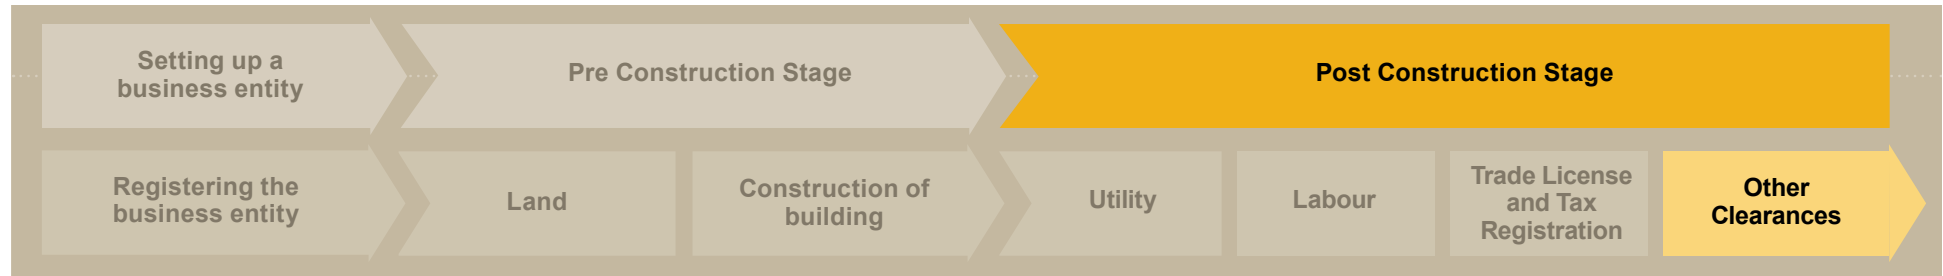 Setting up a
business entity
Pre Construction Stage
Post Construction Stage
Registering the
business entity
Land
Construction of
building
Utility
Labour
Trade License
and Tax
Registration
Other
Clearances